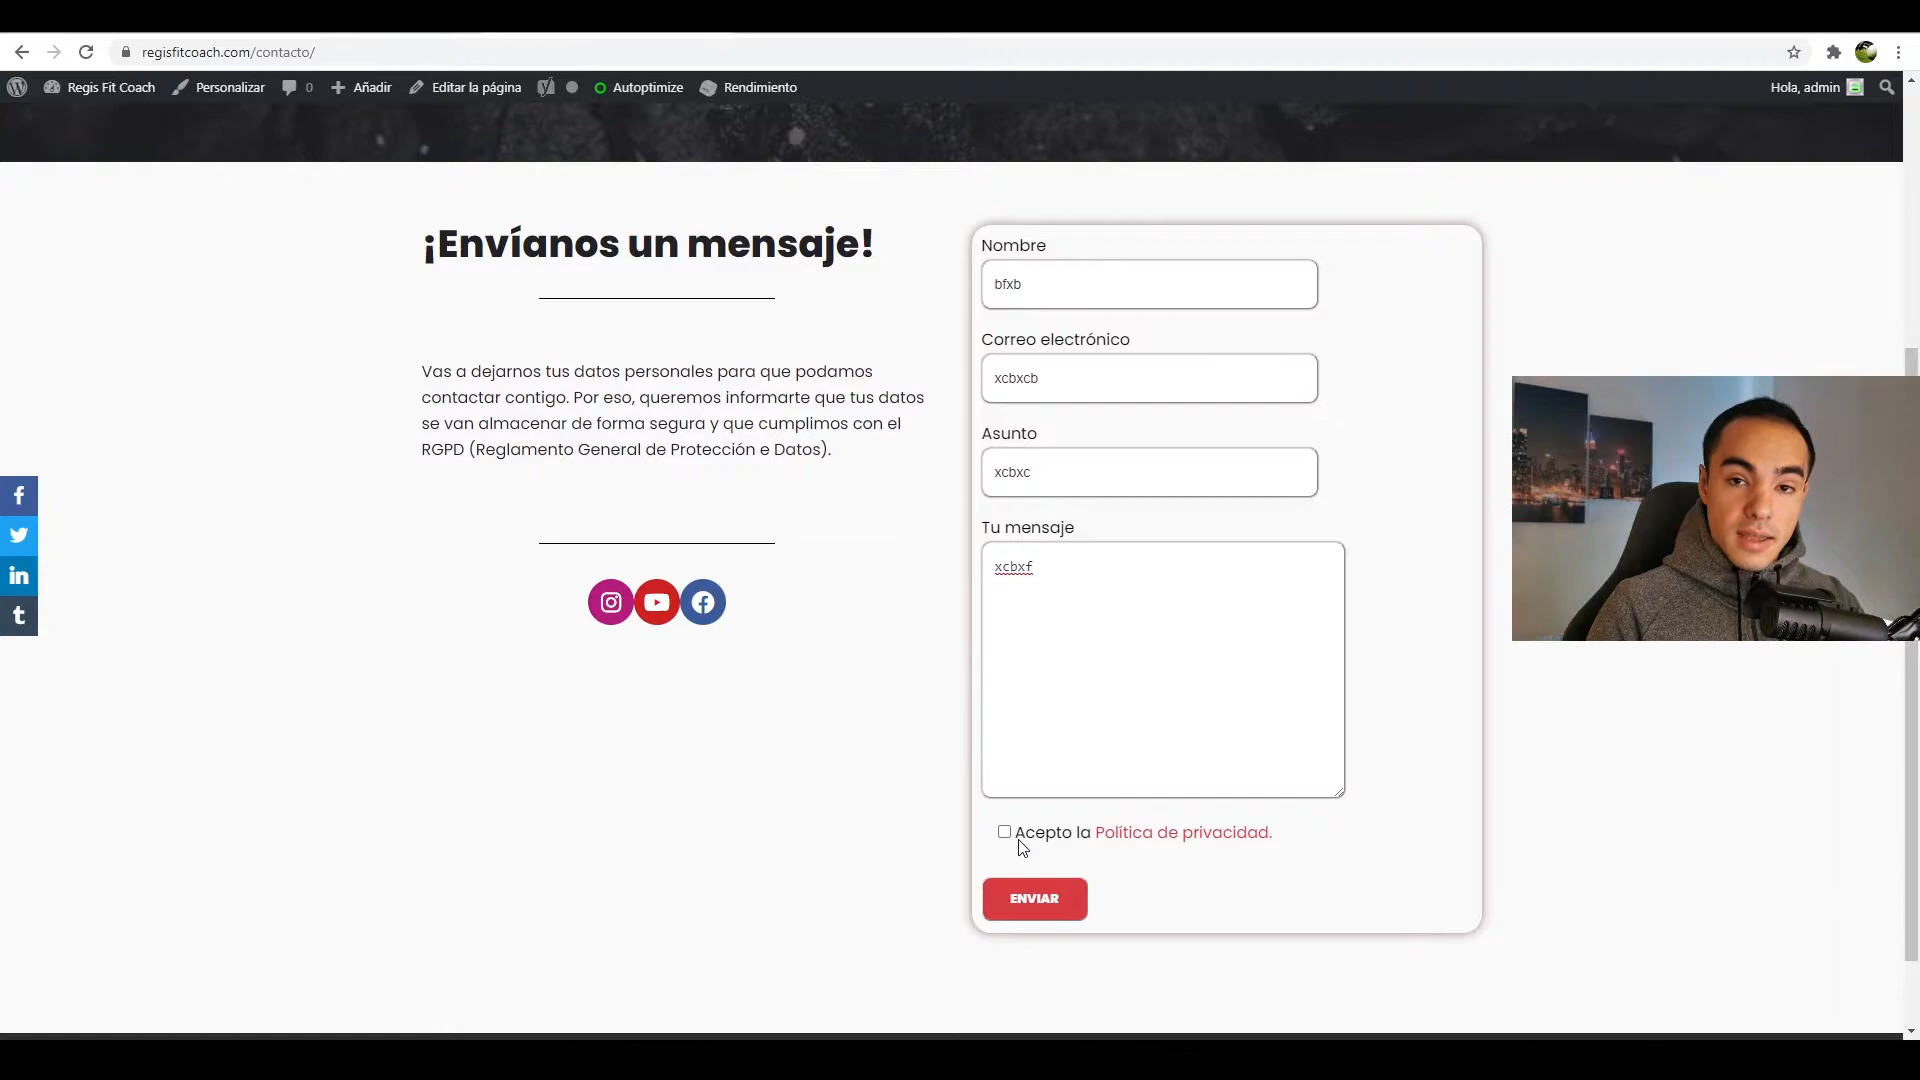 regisfitcoach.com/contacto/
Regis Fit Coach Personalizar 0 Añadir Editar la página Autoptimize Rendimiento Hola, admin
¡Envíanos un mensaje!
Vas a dejarnos tus datos personales para que podamos
contactar contigo. Por eso, queremos informarte que tus datos
se van almacenar de forma segura y que cumplimos con el
RGPD (Reglamento General de Protección e Datos).
Nombre
bfxb
Correo electrónico
xcbxcb
Asunto
xcbxc
Tu mensaje
xcbxf
Acepto la Política de privacidad.
ENVIAR